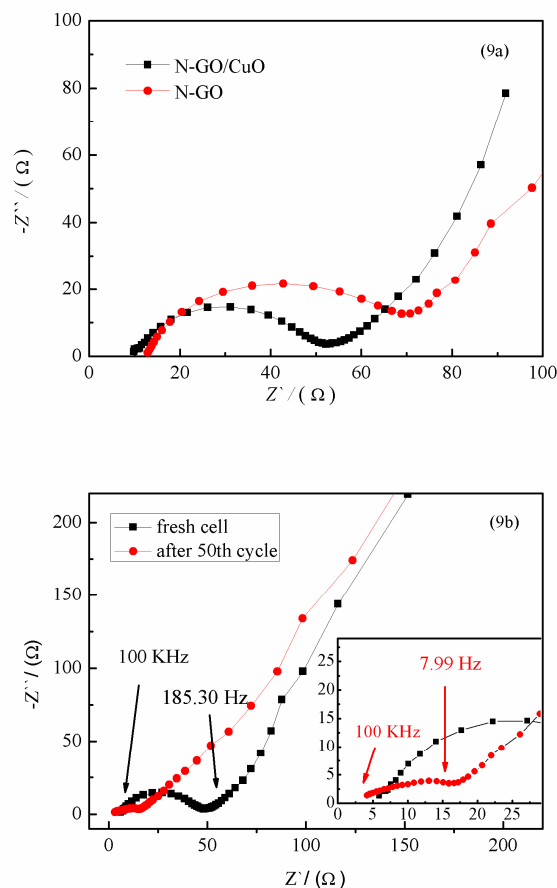 100
80
60
40
20
0
-Z``/(Ω)
N-GO/CuO
N-GO
(9a)
0 20 40 60 80 100
Z`/(Ω)
200
150
100
50
0
-Z``/(Ω)
fresh cell
after 50th cycle
(9b)
100 KHz
185.30 Hz
25
20
15
10
5
0
7.99 Hz
100 KHz
0 5 10 15 20 25
0 50 100 150 200
Z`/(Ω)